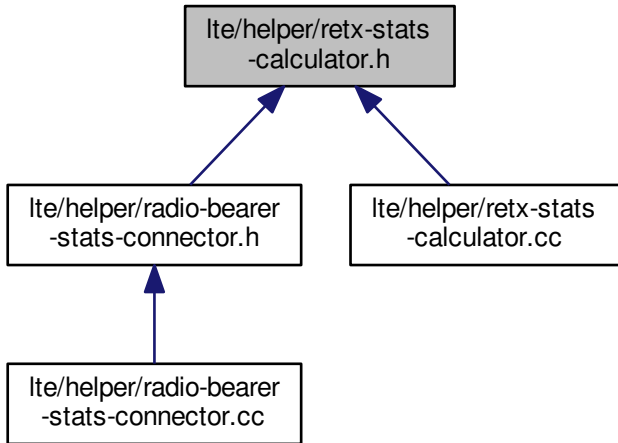 lte/helper/retx-stats
-calculator.h
lte/helper/radio-bearer
-stats-connector.h
lte/helper/retx-stats
-calculator.cc
lte/helper/radio-bearer
-stats-connector.cc